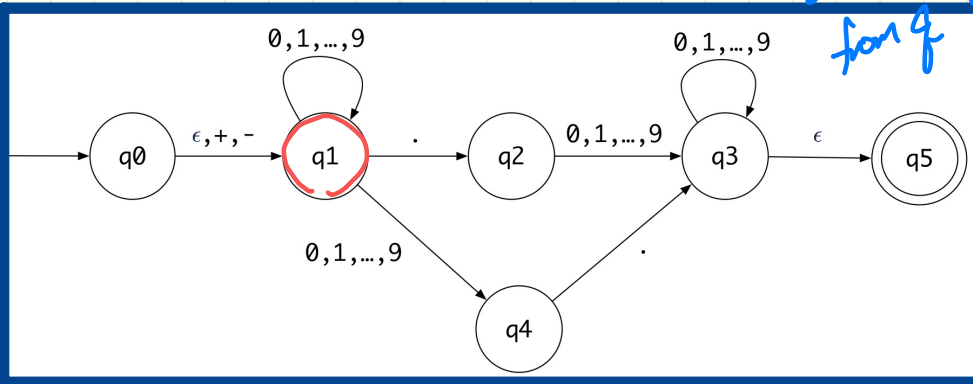 from q
0,1,…,9
0,1,…,9
q0
ϵ,+,-
q1
.
q2
0,1,…,9
q3
ϵ
q5
0,1,…,9
.
q4